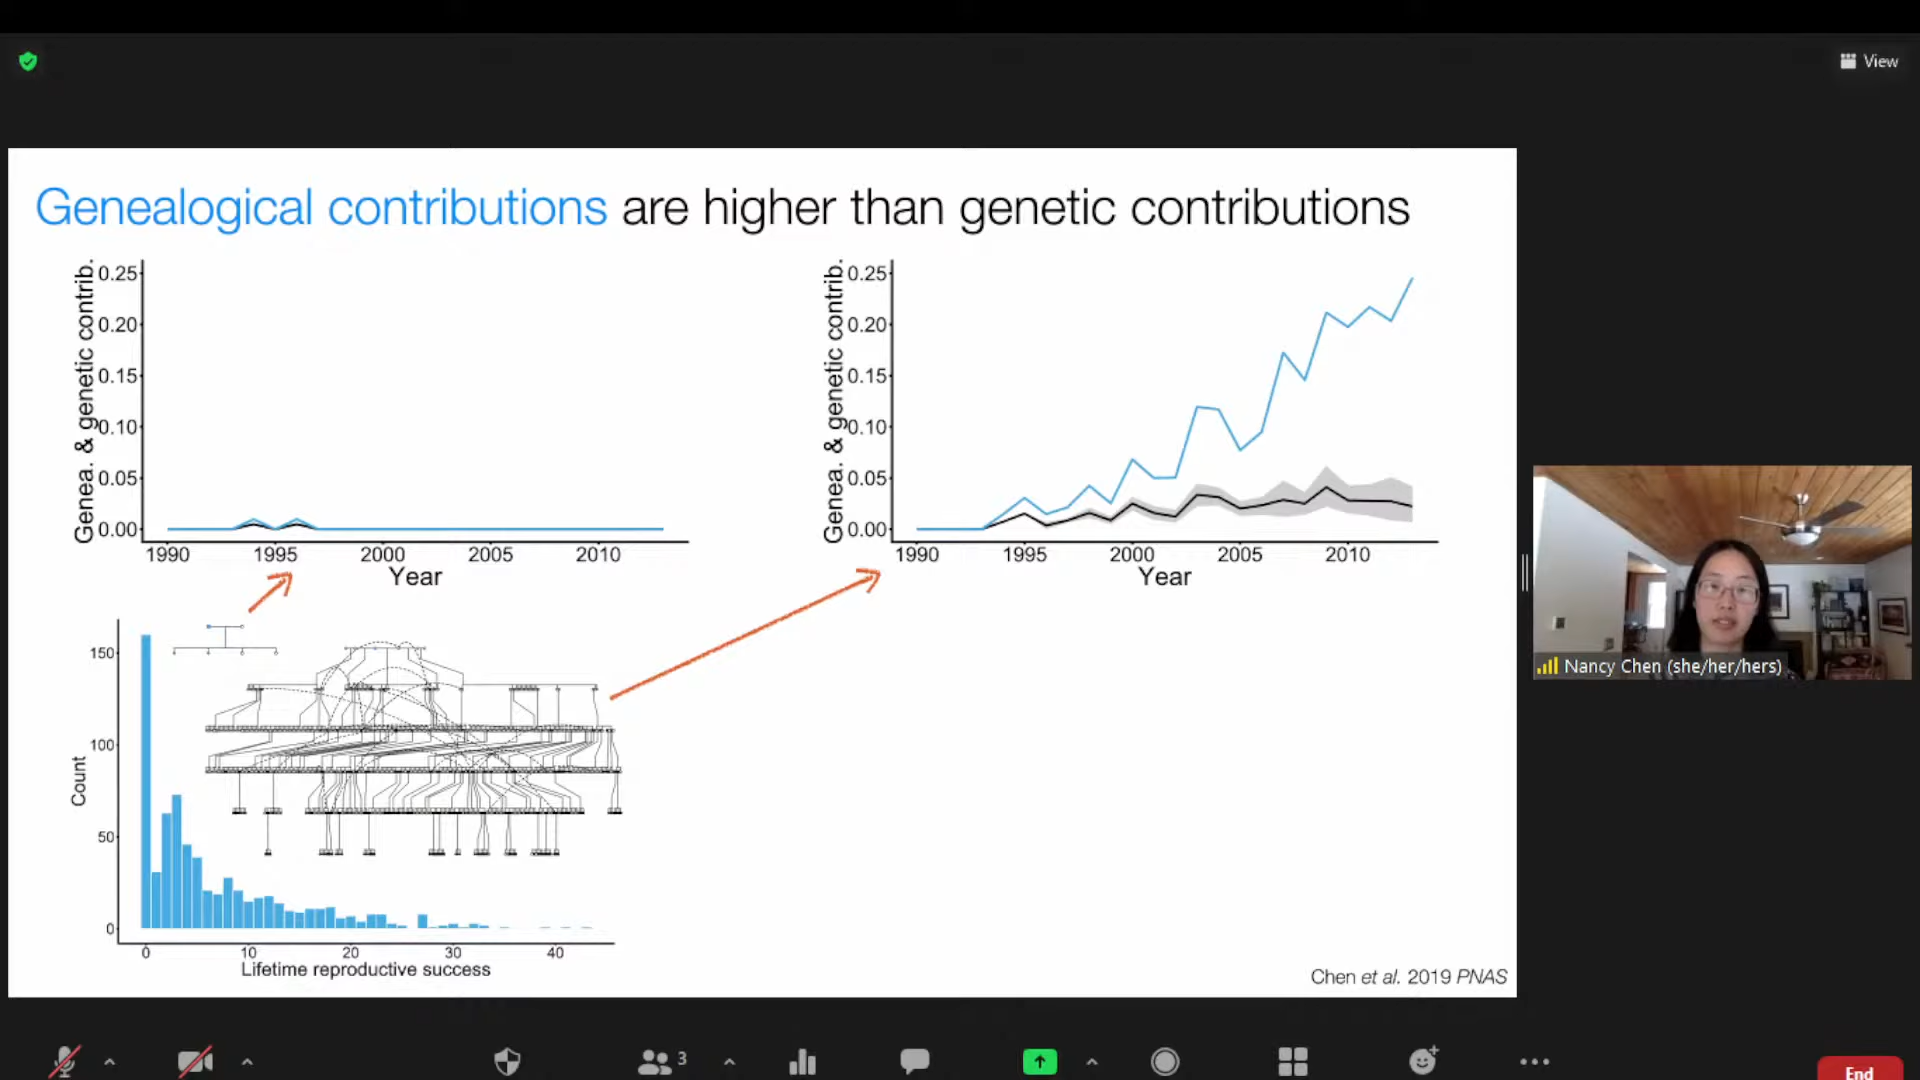 View
Genealogical contributions are higher than genetic contributions
Genea. & genetic contrib.
0.25
0.20
0.15
0.10
0.05
0.00
1990 1995 2000 2005 2010
Year
Genea. & genetic contrib.
0.25
0.20
0.15
0.10
0.05
0.00
1990 1995 2000 2005 2010
Year
Count
150
100
50
0
0 10 20 30 40
Lifetime reproductive success
Chen et al. 2019 PNAS
Nancy Chen (she/her/hers)
3
End